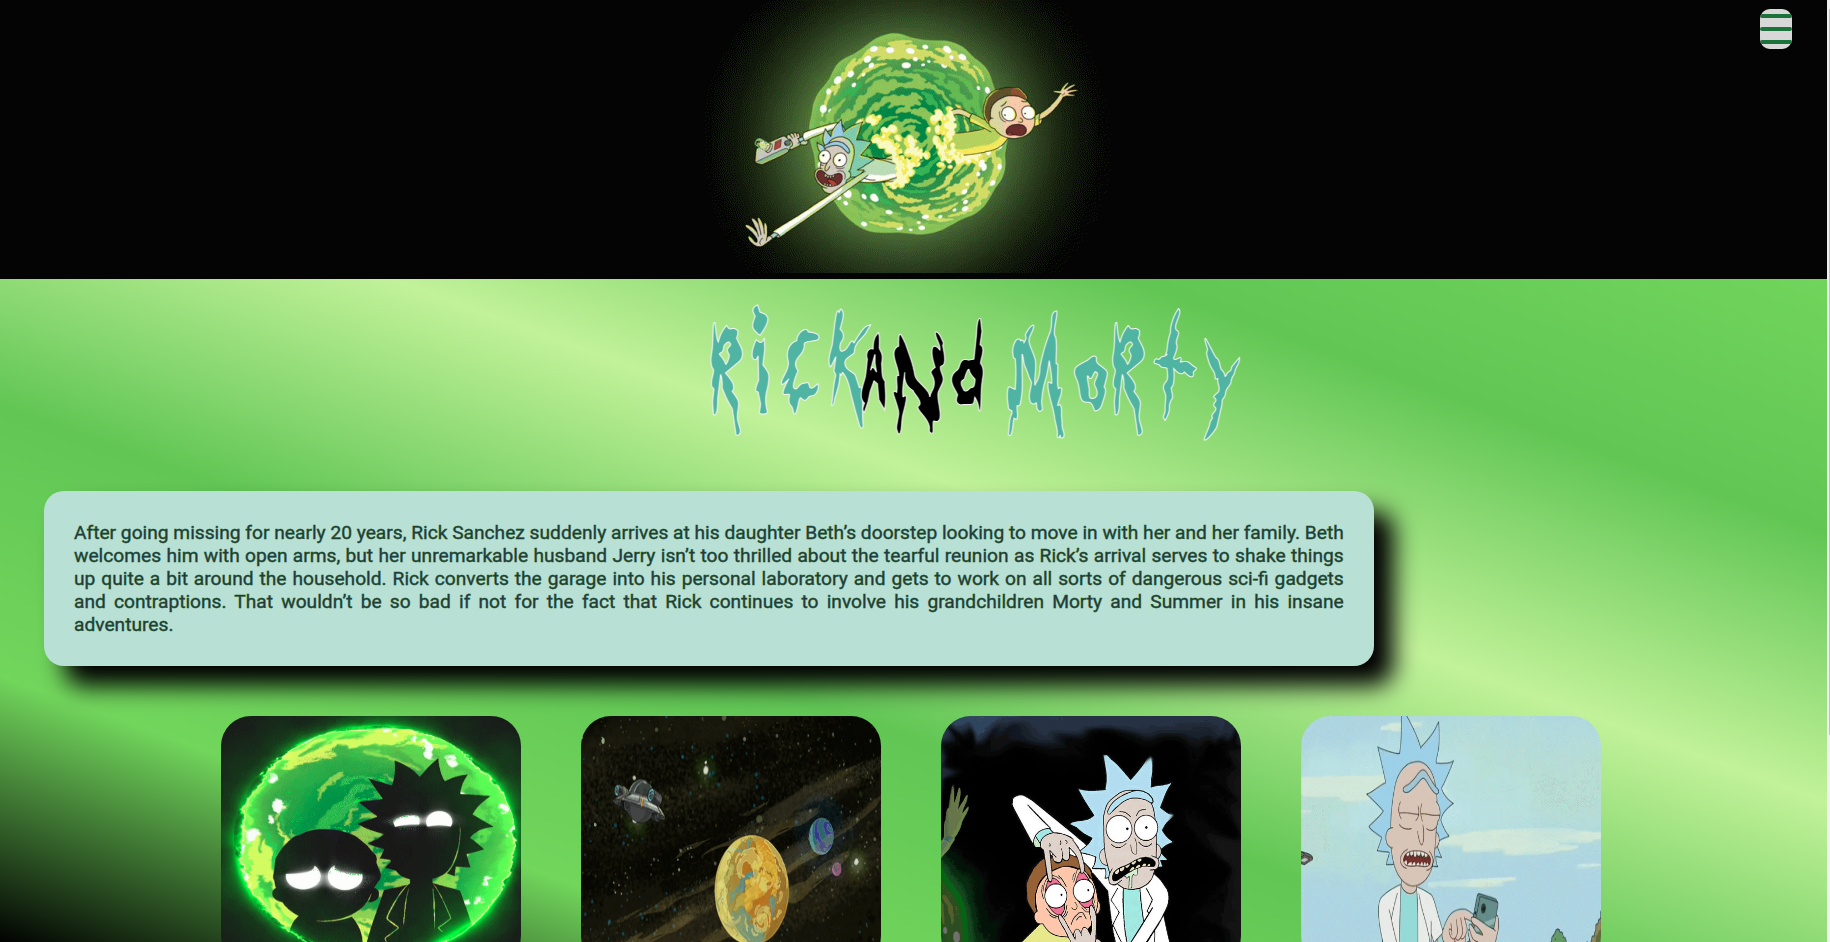 Rick ANd MoRty
After going missing for nearly 20 years, Rick Sanchez suddenly arrives at his daughter Beth’s doorstep looking to move in with her and her family. Beth
welcomes him with open arms, but her unremarkable husband Jerry isn’t too thrilled about the tearful reunion as Rick’s arrival serves to shake things
up quite a bit around the household. Rick converts the garage into his personal laboratory and gets to work on all sorts of dangerous sci-fi gadgets
and contraptions. That wouldn’t be so bad if not for the fact that Rick continues to involve his grandchildren Morty and Summer in his insane
adventures.